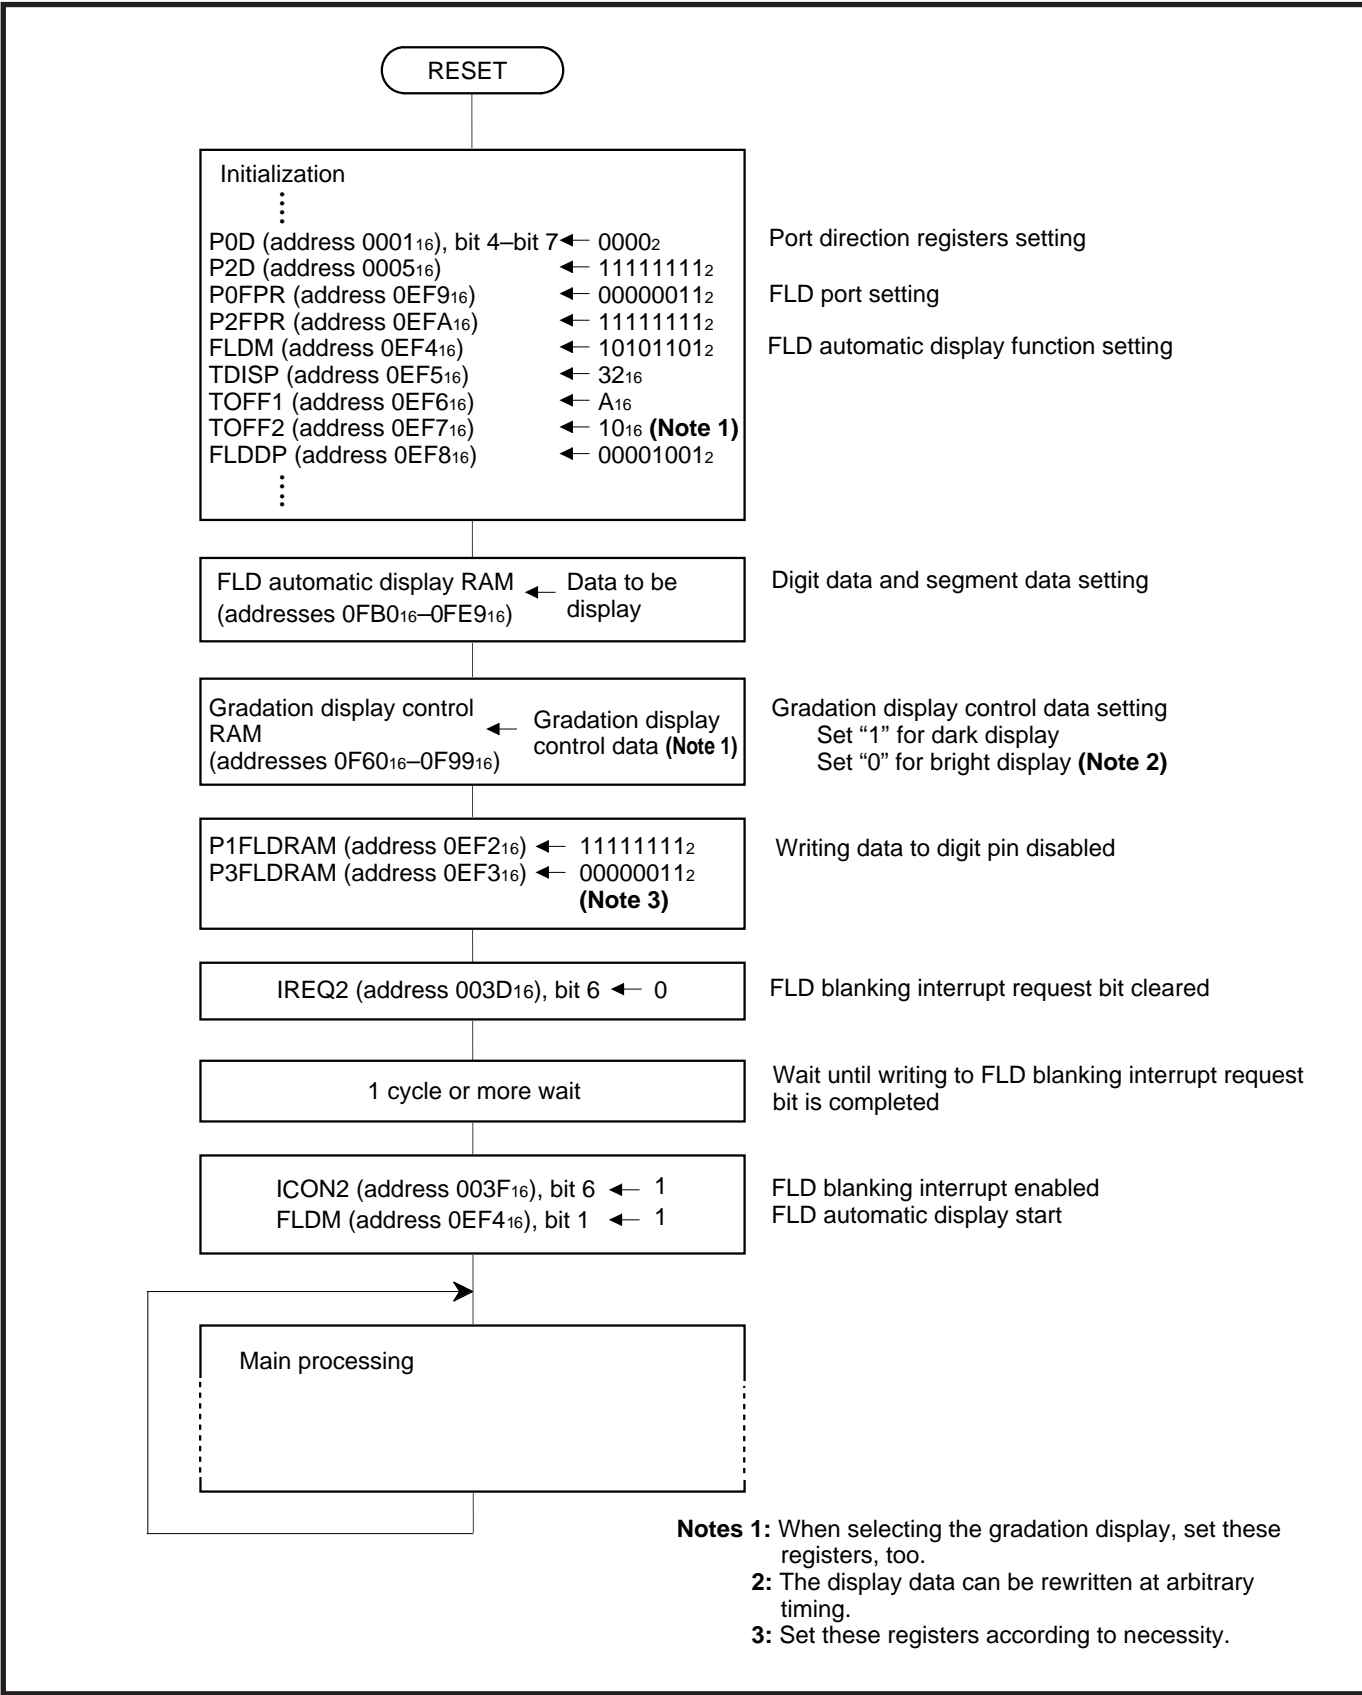 RESET
Initialization
P0D (address 000116), bit 4–bit 7 ← 00002 Port direction registers setting
P2D (address 000516) ← 111111112
P0FPR (address 0EF916) ← 000000112 FLD port setting
P2FPR (address 0EFA16) ← 111111112
FLDM (address 0EF416) ← 101011012 FLD automatic display function setting
TDISP (address 0EF516) ← 3216
TOFF1 (address 0EF616) ← A16
TOFF2 (address 0EF716) ← 1016 (Note 1)
FLDDP (address 0EF816) ← 000010012
FLD automatic display RAM ← Data to be Digit data and segment data setting
(addresses 0FB016–0FE916) display
Gradation display control Gradation display control data setting
RAM ← Gradation display Set “1” for dark display
(addresses 0F6016–0F9916) control data (Note 1) Set “0” for bright display (Note 2)
P1FLDRAM (address 0EF216) ← 111111112 Writing data to digit pin disabled
P3FLDRAM (address 0EF316) ← 000000112
(Note 3)
IREQ2 (address 003D16), bit 6 ← 0 FLD blanking interrupt request bit cleared
1 cycle or more wait Wait until writing to FLD blanking interrupt request
bit is completed
ICON2 (address 003F16), bit 6 ← 1 FLD blanking interrupt enabled
FLDM (address 0EF416), bit 1 ← 1 FLD automatic display start
Main processing
Notes 1: When selecting the gradation display, set these
registers, too.
2: The display data can be rewritten at arbitrary
timing.
3: Set these registers according to necessity.